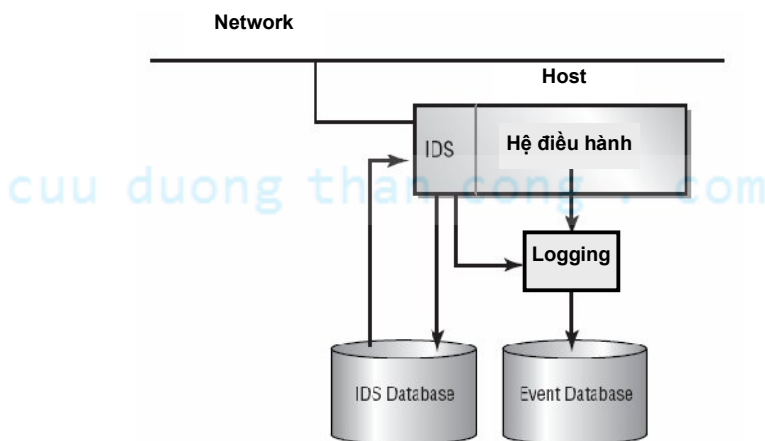 Network
Host
IDS
Hệ điều hành
cuu duong than cong . com
Logging
IDS Database
Event Database